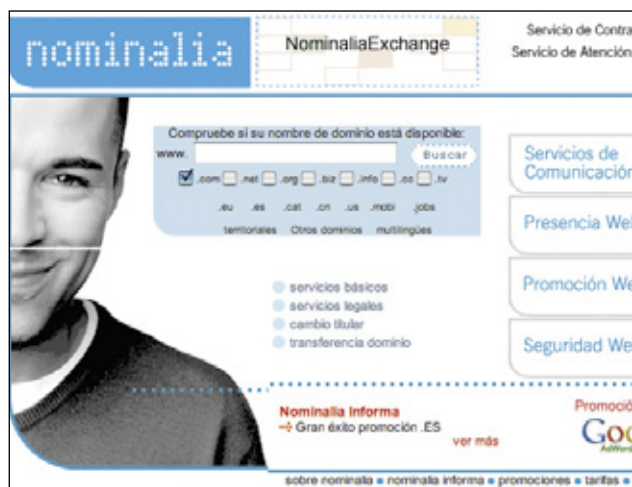 nominalia
NominaliaExchange
Servicio de Contra
Servicio de Atención
Compruebe si su nombre de dominio está disponible:
www. Buscar
.com .net .org .biz .info .cc .tv
.eu .es .cat .cn .us .mobi .jobs
territoriales Otros dominios multilingües
Servicios de
Comunicación
Presencia Wel
Promoción We
Seguridad We
servicios básicos
servicios legales
cambio titular
transferencia dominio
Nominalia Informa
Gran éxito promoción .ES
ver más
Promoció
Goo
AdWord
sobre nominalia nominalia informa promociones tarifas